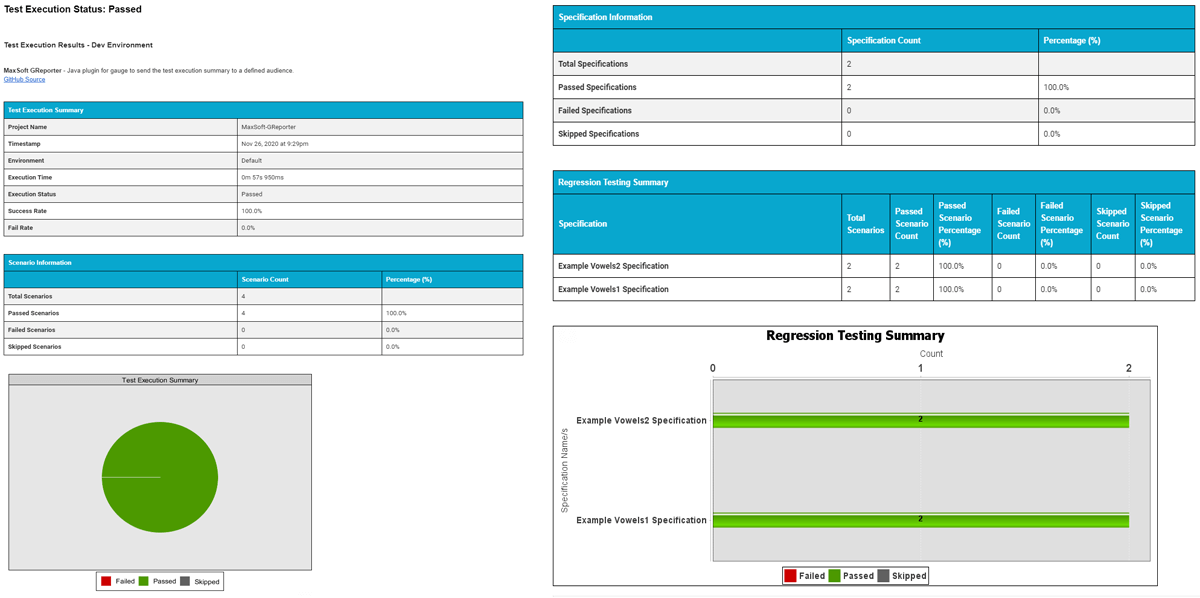 Test Execution Status: Passed
Test Execution Results - Dev Environment
MaxSoft GReporter - Java plugin for gauge to send the test execution summary to a defined audience.
GitHub Source
Test Execution Summary
Project Name MaxSoft-GReporter
Timestamp Nov 26, 2020 at 9:29pm
Environment Default
Execution Time 0m 57s 950ms
Execution Status Passed
Success Rate 100.0%
Fail Rate 0.0%
Scenario Information
Scenario Count Percentage (%)
Total Scenarios 4
Passed Scenarios 4 100.0%
Failed Scenarios 0 0.0%
Skipped Scenarios 0 0.0%
Test Execution Summary
Failed Passed Skipped
Specification Information
Specification Count Percentage (%)
Total Specifications 2
Passed Specifications 2 100.0%
Failed Specifications 0 0.0%
Skipped Specifications 0 0.0%
Regression Testing Summary
Specification
Total
Scenarios
Passed
Scenario
Count
Passed
Scenario
Percentage
(%)
Failed
Scenario
Count
Failed
Scenario
Percentage
(%)
Skipped
Scenario
Count
Skipped
Scenario
Percentage
(%)
Example Vowels2 Specification 2 2 100.0% 0 0.0% 0 0.0%
Example Vowels1 Specification 2 2 100.0% 0 0.0% 0 0.0%
Regression Testing Summary
Count
0 1 2
Specification Name/s
Example Vowels2 Specification 2
Example Vowels1 Specification 2
Failed Passed Skipped